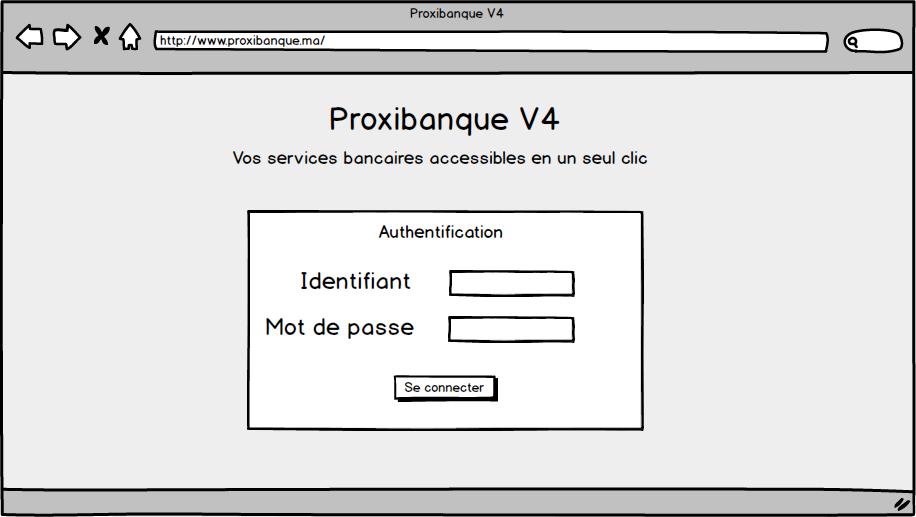 Proxibanque V4
http://www.proxibanque.ma/
Proxibanque V4
Vos services bancaires accessibles en un seul clic
Authentification
Identifiant
Mot de passe
Se connecter